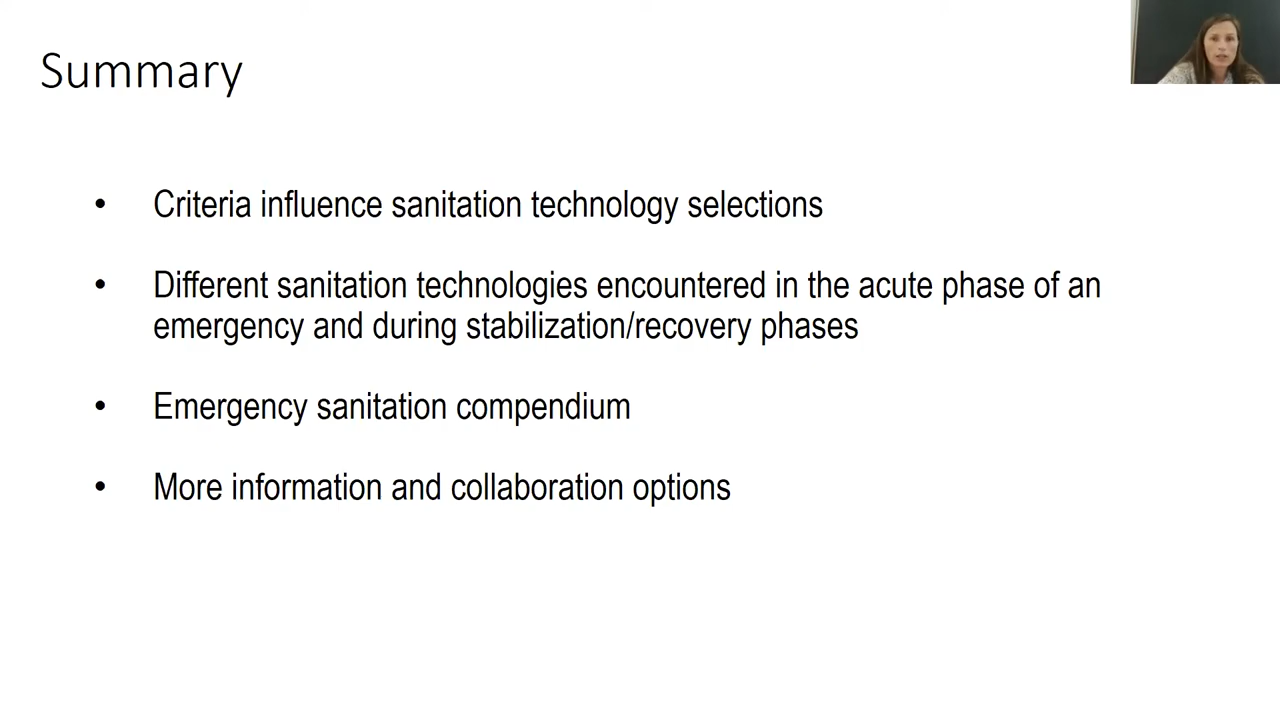 Summary
• Criteria influence sanitation technology selections
• Different sanitation technologies encountered in the acute phase of an
emergency and during stabilization/recovery phases
• Emergency sanitation compendium
• More information and collaboration options